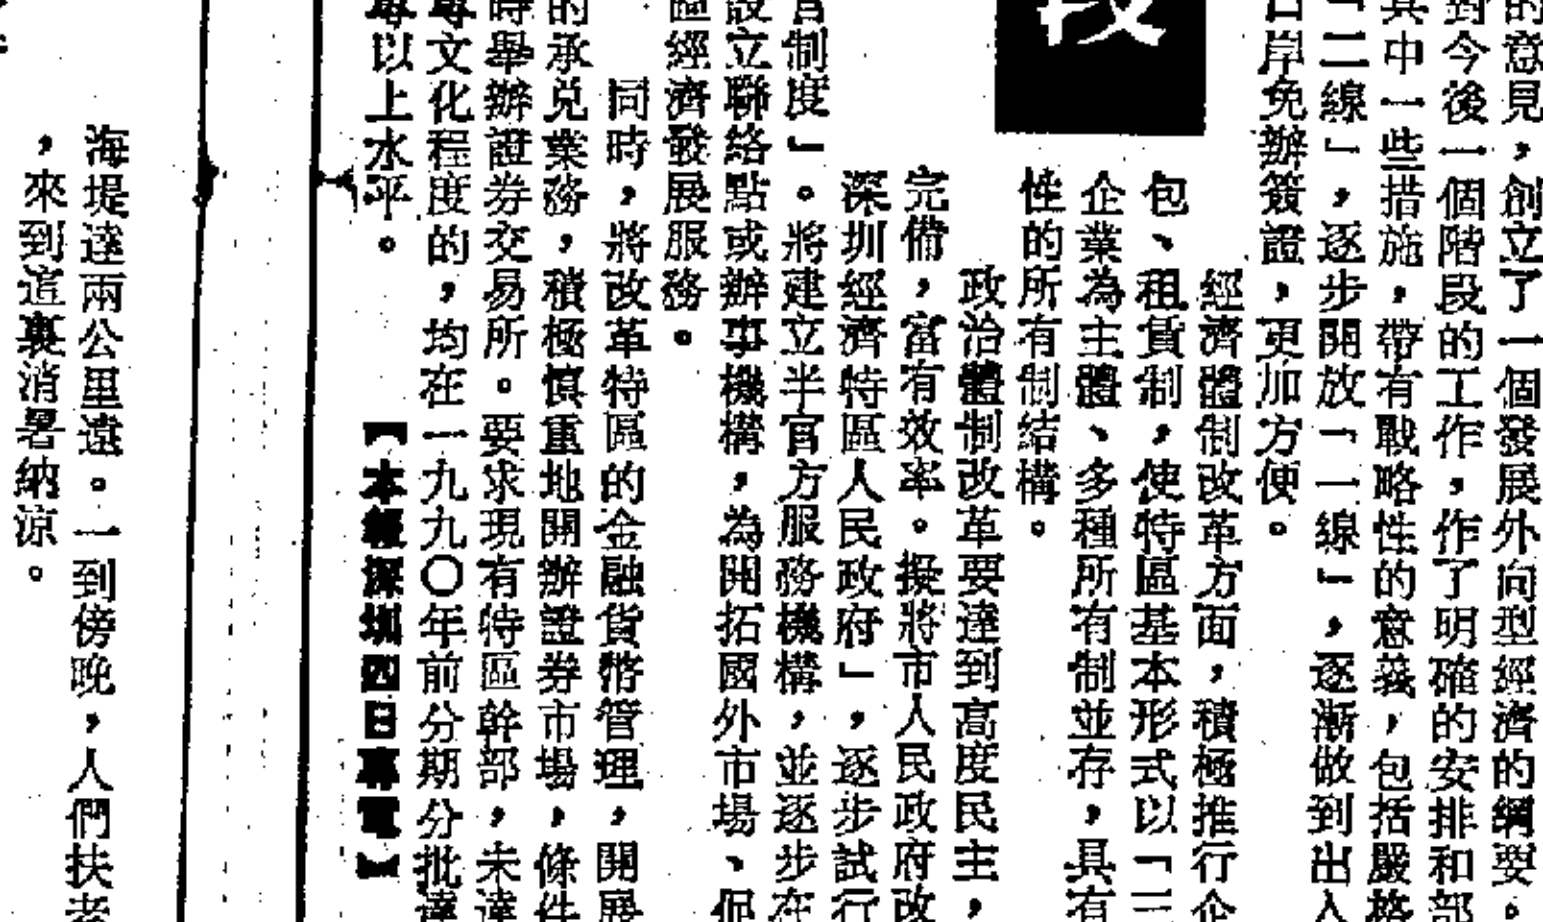 的意見，創立了一個發展外向型經濟的綱要。
對今後一個階段的工作，作了明確的安排和部
其中一些措施，帶有戰略性的意義，包括嚴格
「二線」，逐步開放「一線」，逐漸做到出入
口岸免辦簽證，更加方便。
經濟體制改革方面，積極推行企
包、租賃制，使特區基本形式以「三
企業為主體、多種所有制並存，具有
性的所有制結構。
段
政治體制改革要達到高度民主，
完備，富有效率。擬將市人民政府改
深圳經濟特區人民政府」，逐步試行
官制度」。將建立半官方服務機構，並逐步在
設立聯絡點或辦事機構，為開拓國外市場、促
區經濟發展服務。
同時，將改革特區的金融貨幣管理，開展
的承兌業務，積極慎重地開辦證券市場，條件
時舉辦證券交易所。要求現有特區幹部，未達
專文化程度的，均在一九九〇年前分期分批達
專以上水平。
【本報深圳四日專電】
海堤達兩公里遠。一到傍晚，人們扶老
，來到這裏消暑納涼。